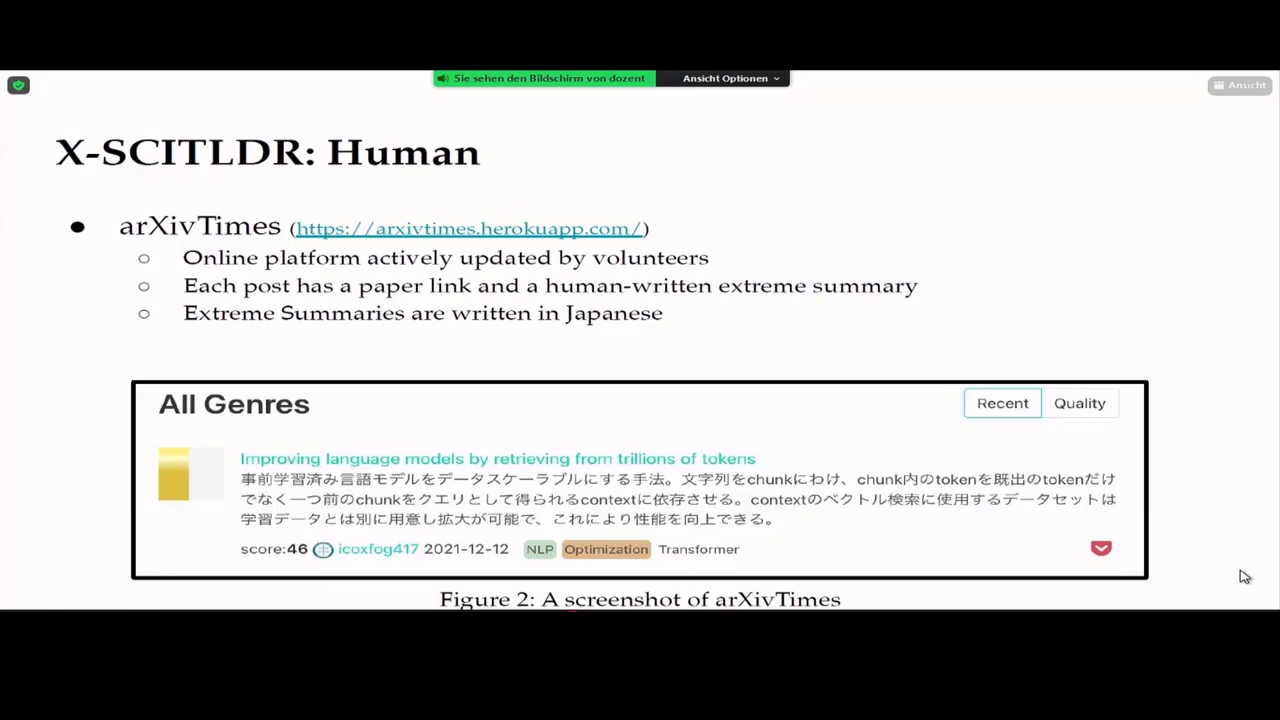 Sie sehen den Bildschirm von dozent
Ansicht Optionen
Ansicht
X-SCITLDR: Human
● arXivTimes (https://arxivtimes.herokuapp.com/)
○ Online platform actively updated by volunteers
○ Each post has a paper link and a human-written extreme summary
○ Extreme Summaries are written in Japanese
All Genres
Recent Quality
Improving language models by retrieving from trillions of tokens
事前学習済み言語モデルをデータスケーラブルにする手法。文字列をchunkにわけ、chunk内のtokenを既出のtokenだけ
でなく一つ前のchunkをクエリとして得られるcontextに依存させる。contextのベクトル検索に使用するデータセットは
学習データとは別に用意し拡大が可能で、これにより性能を向上できる。
score:46 icoxfog417 2021-12-12 NLP Optimization Transformer
Figure 2: A screenshot of arXivTimes